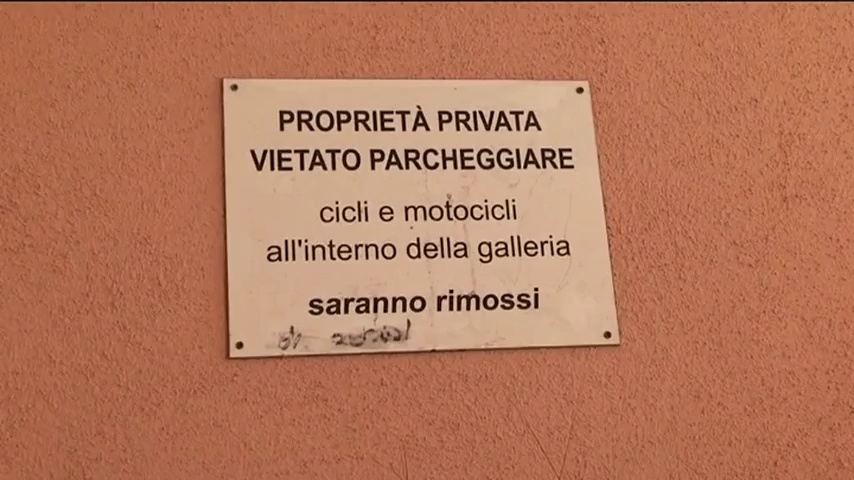 PROPRIETÀ PRIVATA
VIETATO PARCHEGGIARE
cicli e motocicli
all'interno della galleria
saranno rimossi